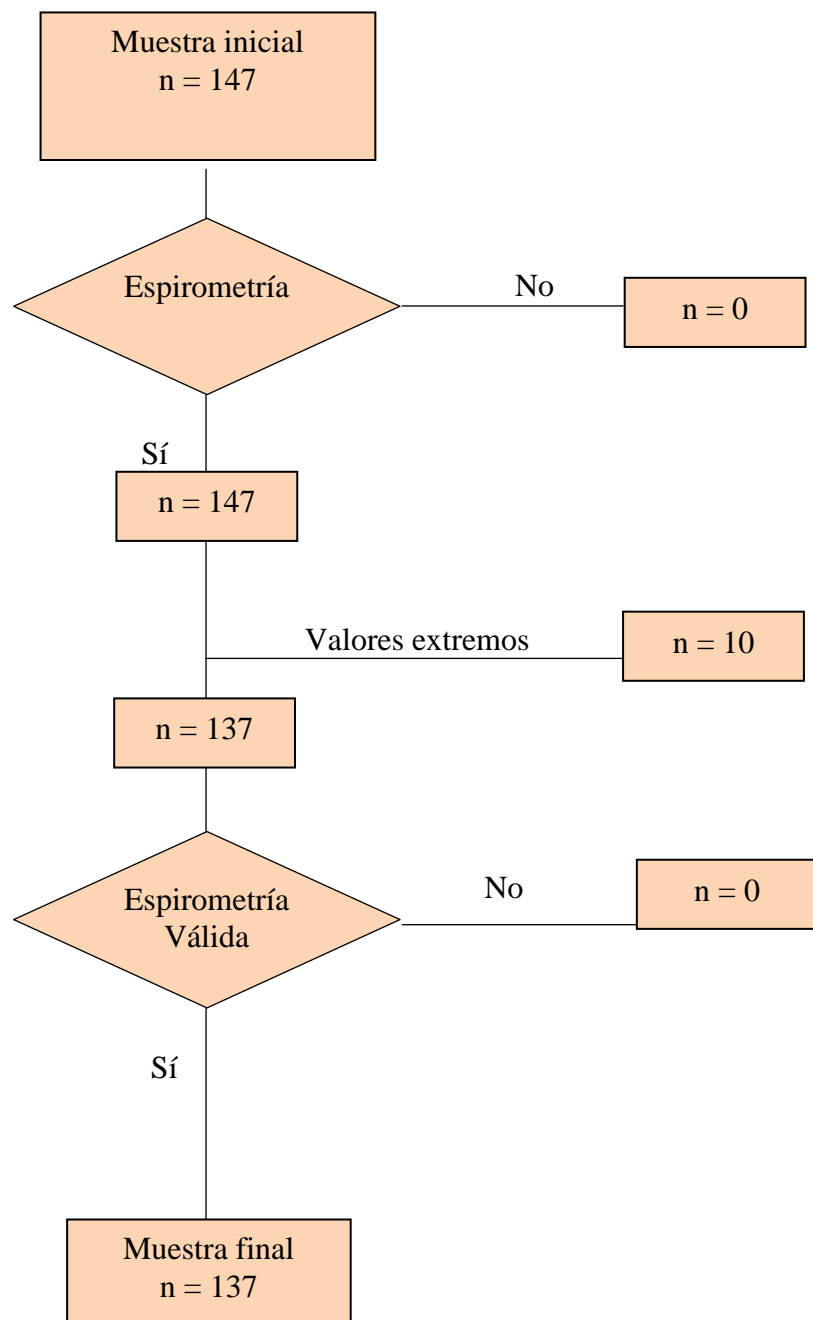 Muestra inicial
n = 147
Espirometría
No
n = 0
Sí
n = 147
Valores extremos
n = 10
n = 137
Espirometría
Válida
No
n = 0
Sí
Muestra final
n = 137